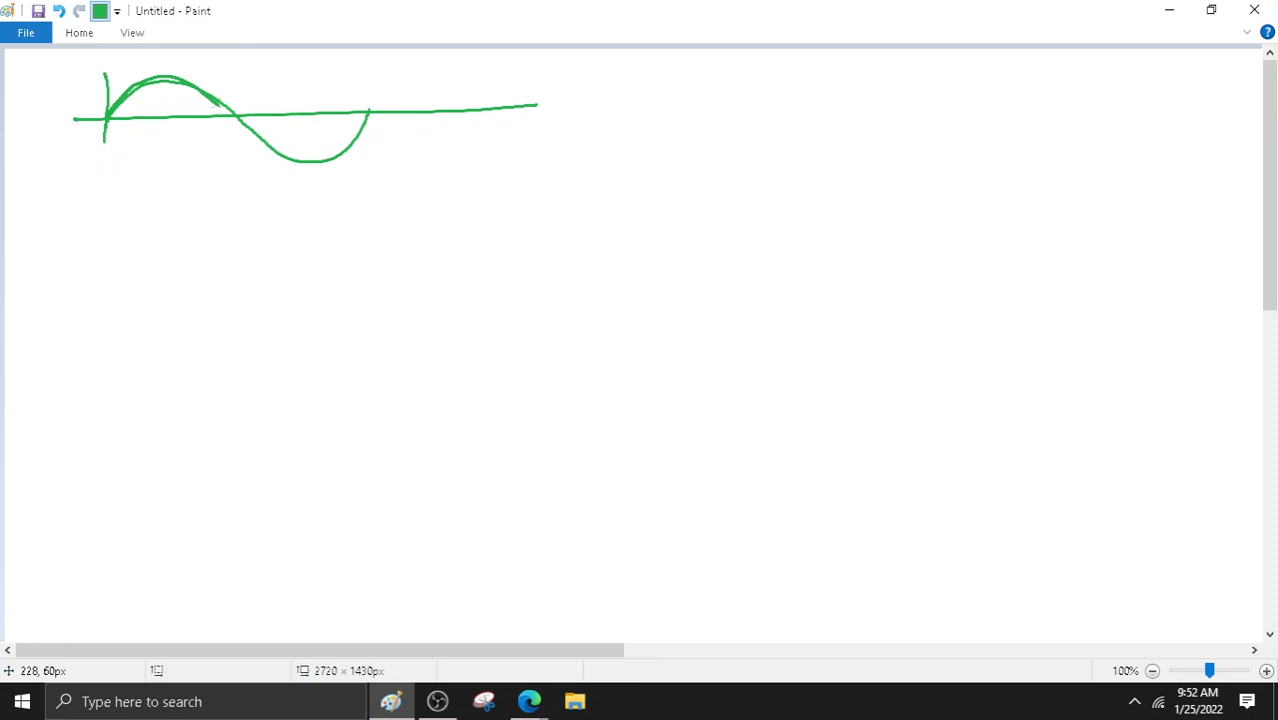 Untitled - Paint
File Home View
228, 60px 2720 × 1430px 100%
Type here to search
9:52 AM
1/25/2022